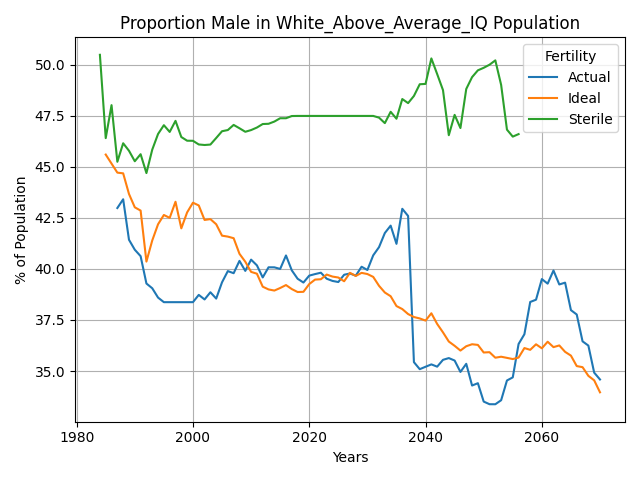 Proportion Male in White_Above_Average_IQ Population
Fertility
Actual
Ideal
Sterile
% of Population
50.0
47.5
45.0
42.5
40.0
37.5
35.0
1980
2000
2020
2040
2060
Years